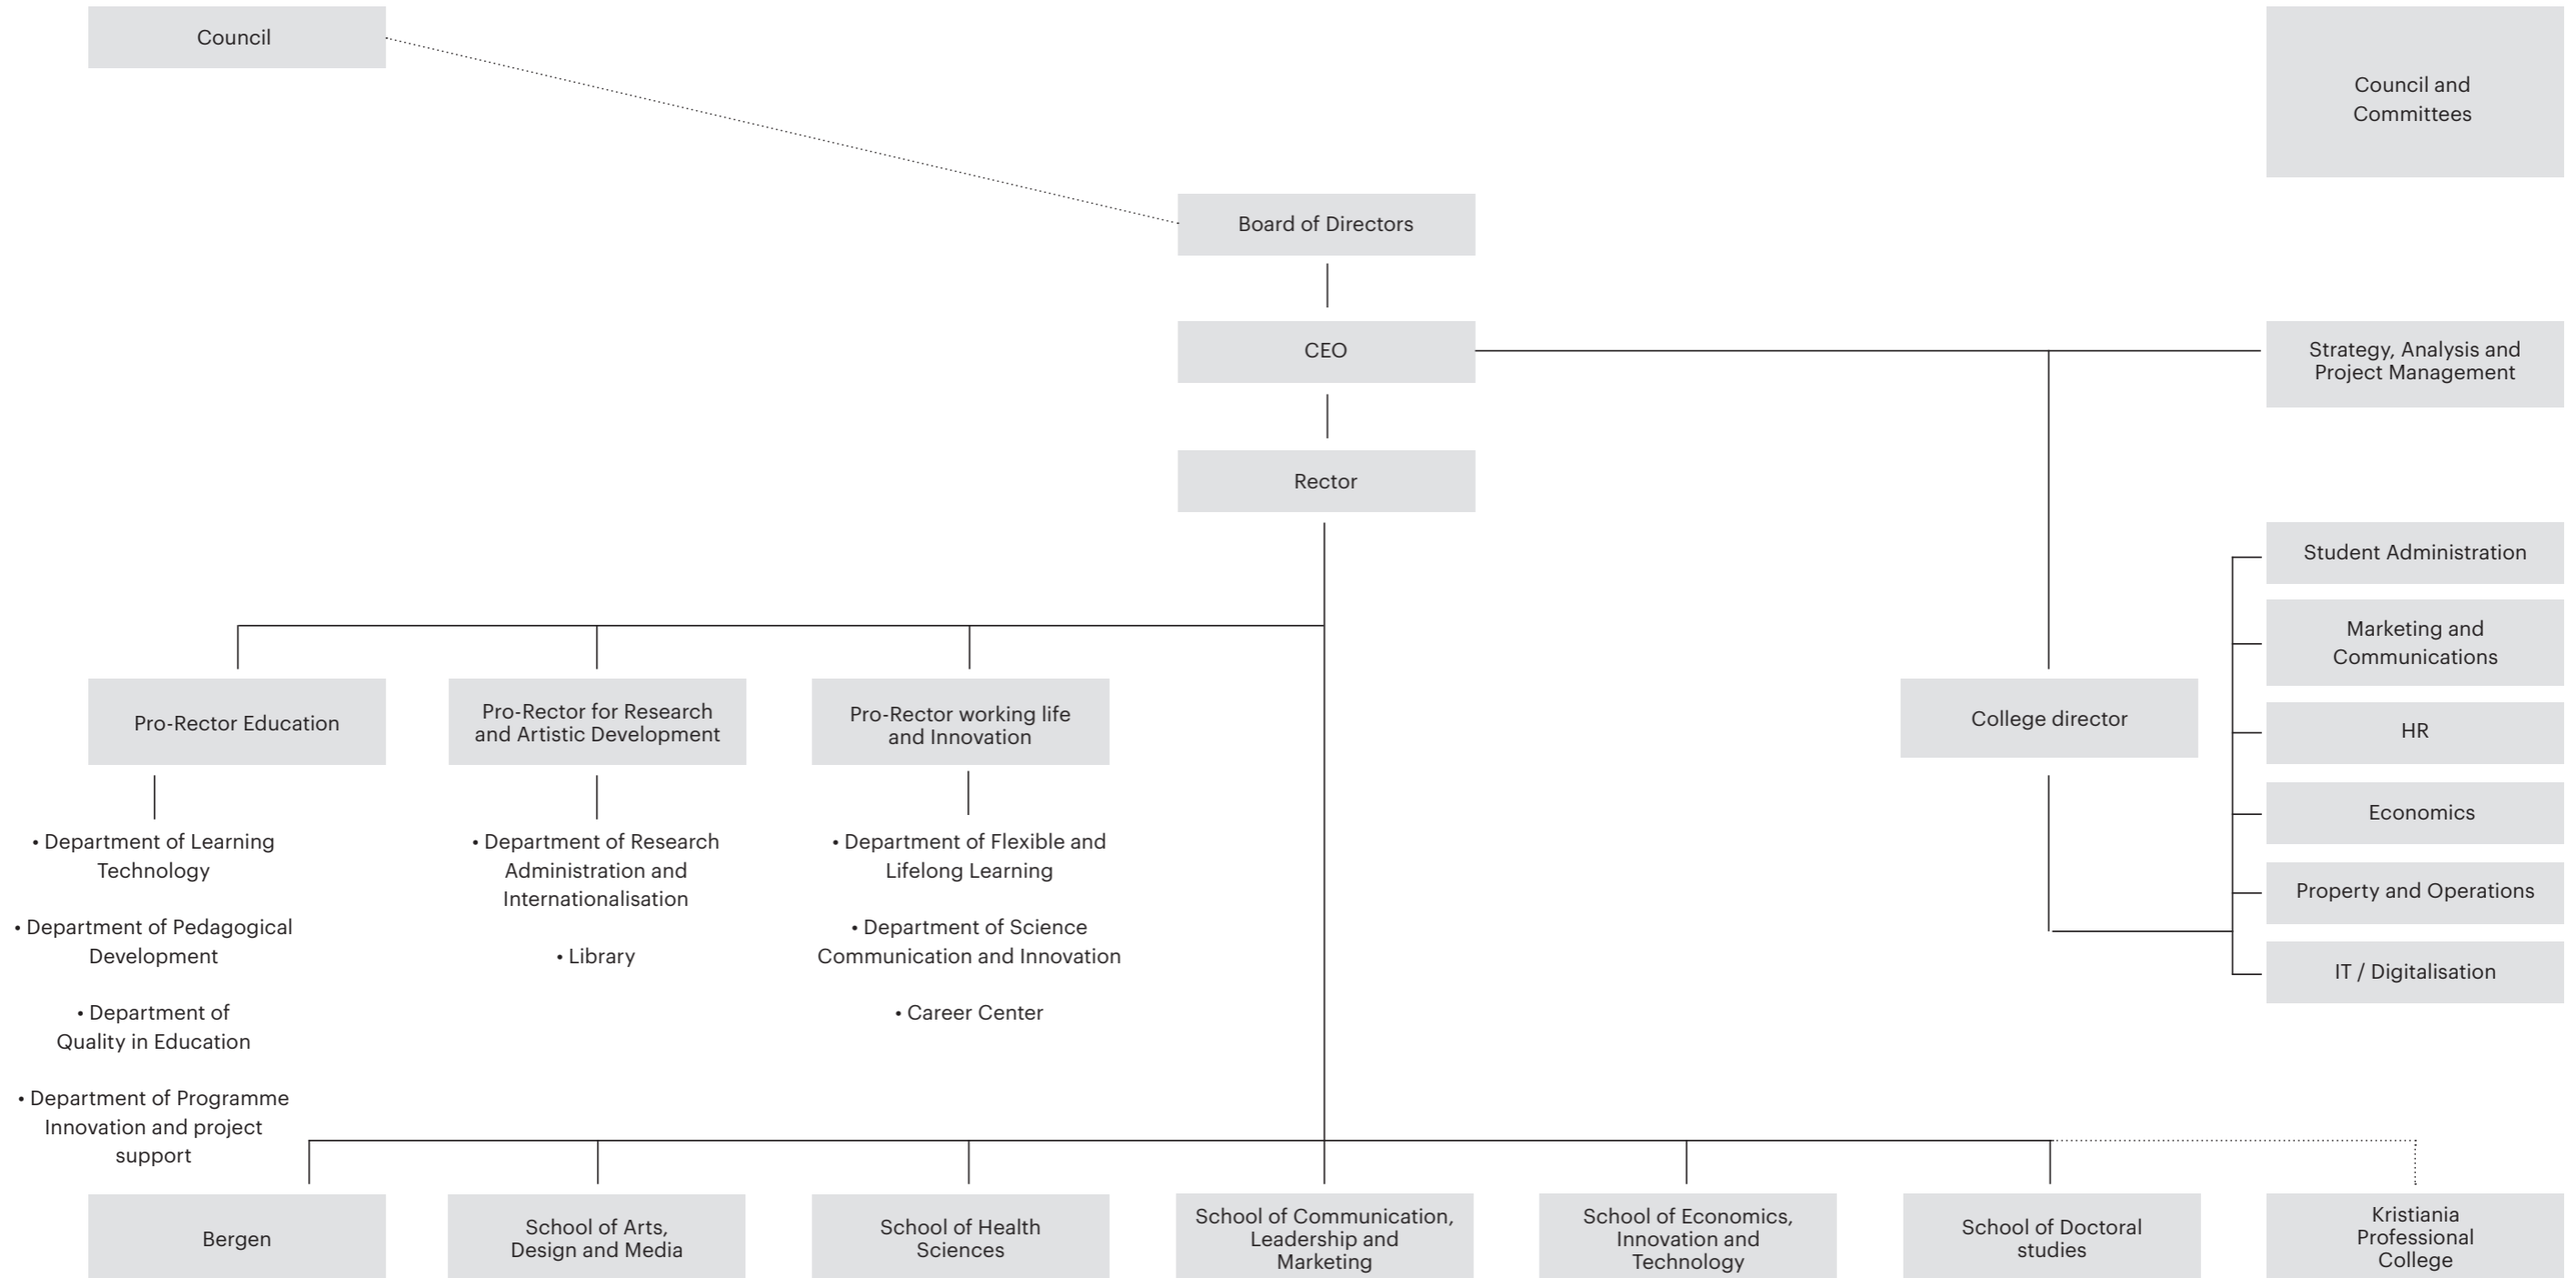 Council
Council and
Committees
Board of Directors
CEO
Strategy, Analysis and
Project Management
Rector
Student Administration
Marketing and
Communications
HR
Economics
Property and Operations
IT / Digitalisation
College director
Pro-Rector Education
Pro-Rector for Research
and Artistic Development
Pro-Rector working life
and Innovation
• Department of Learning
Technology
• Department of Pedagogical
Development
• Department of
Quality in Education
• Department of Programme
Innovation and project
support
• Department of Research
Administration and
Internationalisation
• Library
• Department of Flexible and
Lifelong Learning
• Department of Science
Communication and Innovation
• Career Center
Bergen
School of Arts,
Design and Media
School of Health
Sciences
School of Communication,
Leadership and
Marketing
School of Economics,
Innovation and
Technology
School of Doctoral
studies
Kristiania
Professional
College